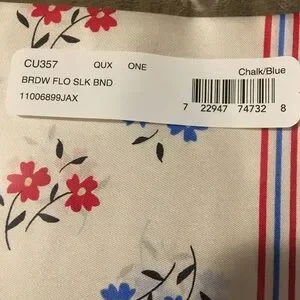 CU357 QUX ONE
BRDW FLO SLK BND Chalk/Blue
11006899JAX
7 22947 74732 8